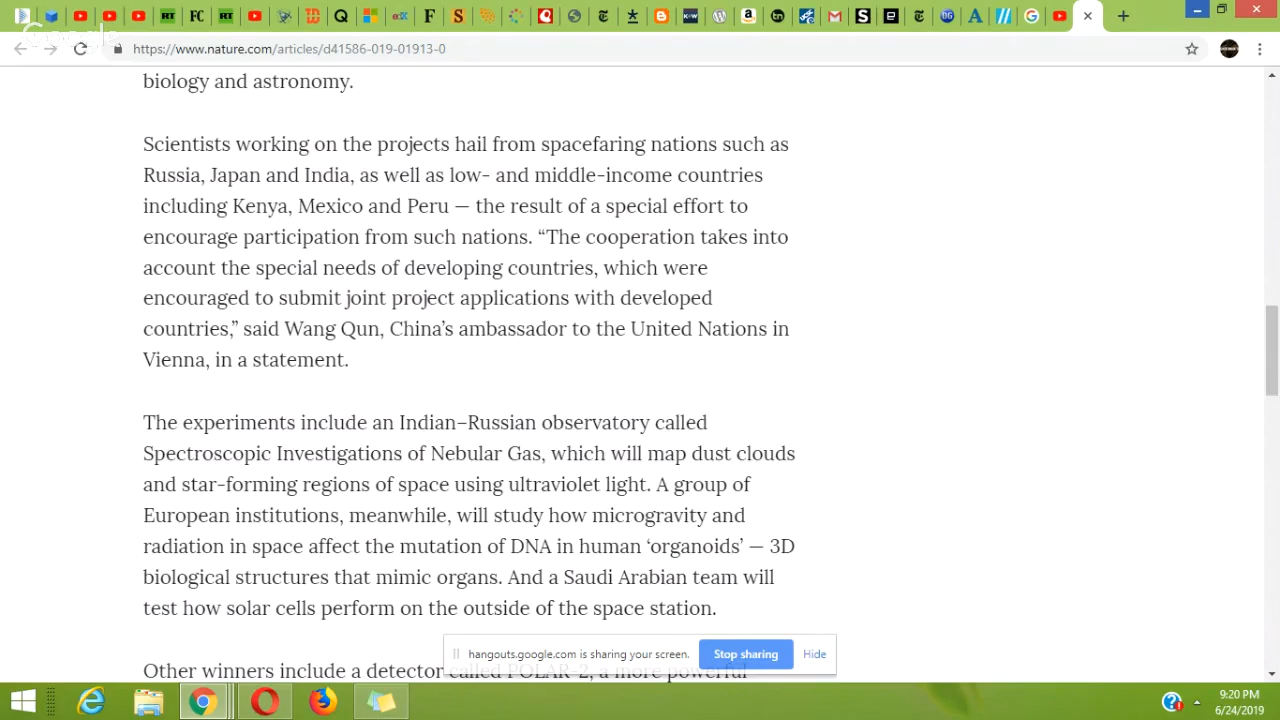 https://www.nature.com/articles/d41586-019-01913-0
biology and astronomy.
Scientists working on the projects hail from spacefaring nations such as
Russia, Japan and India, as well as low- and middle-income countries
including Kenya, Mexico and Peru — the result of a special effort to
encourage participation from such nations. “The cooperation takes into
account the special needs of developing countries, which were
encouraged to submit joint project applications with developed
countries,” said Wang Qun, China’s ambassador to the United Nations in
Vienna, in a statement.
The experiments include an Indian–Russian observatory called
Spectroscopic Investigations of Nebular Gas, which will map dust clouds
and star-forming regions of space using ultraviolet light. A group of
European institutions, meanwhile, will study how microgravity and
radiation in space affect the mutation of DNA in human ‘organoids’ — 3D
biological structures that mimic organs. And a Saudi Arabian team will
test how solar cells perform on the outside of the space station.
hangouts.google.com is sharing your screen. Stop sharing Hide
Other winners include a detector called POLAR-2, a more powerful
9:20 PM
6/24/2019